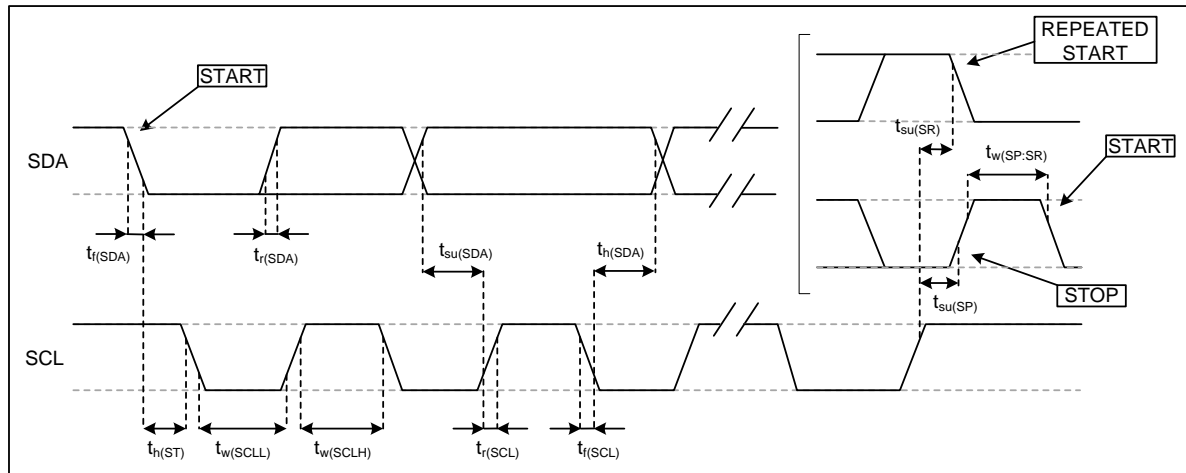 REPEATED
START
START
t_su(SR)
START
SDA
t_w(SP:SR)
t_f(SDA)
t_r(SDA)
t_su(SDA)
t_h(SDA)
t_su(SP)
STOP
SCL
t_h(ST)
t_w(SCLL)
t_w(SCLH)
t_r(SCL)
t_f(SCL)